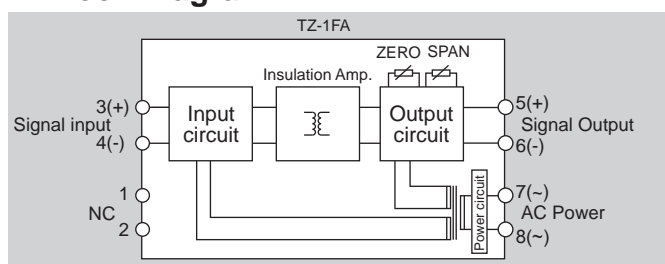 TZ-1FA
ZERO SPAN
Insulation Amp.
3(+)
Signal input
4(-)
Input
circuit
Output
circuit
5(+)
Signal Output
6(-)
1
NC
2
Power circuit
7(~)
AC Power
8(~)